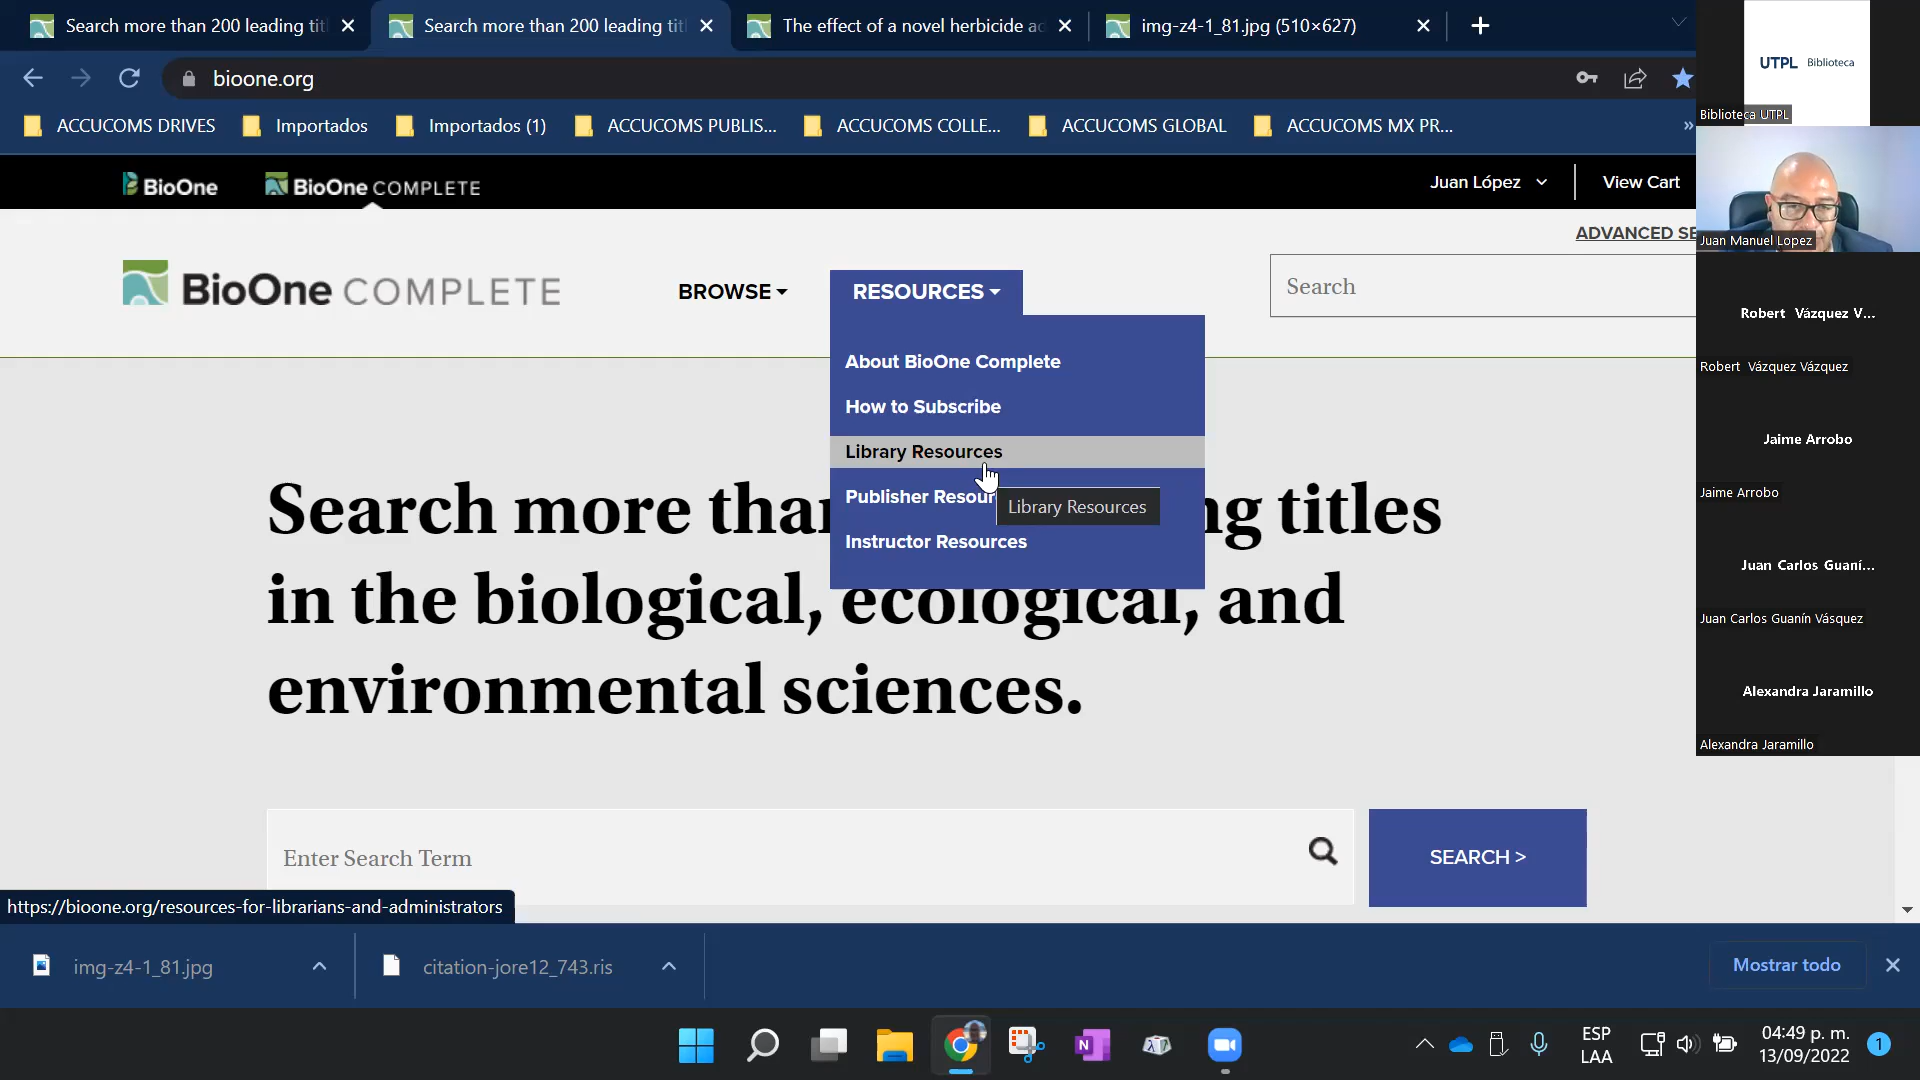 Search more than 200 leading tit
Search more than 200 leading tit
The effect of a novel herbicide ad
img-z4-1_81.jpg (510×627)
bioone.org
ACCUCOMS DRIVES
Importados
Importados (1)
ACCUCOMS PUBLIS...
ACCUCOMS COLLE...
ACCUCOMS GLOBAL
ACCUCOMS MX PR...
»
BioOne
BioOne COMPLETE
Juan López
View Cart
ADVANCED SE
BioOne COMPLETE
BROWSE
RESOURCES
Search
About BioOne Complete
How to Subscribe
Library Resources
Publisher Resour
Library Resources
Instructor Resources
Search more than ng titles
in the biological, ecological, and
environmental sciences.
Enter Search Term
SEARCH >
https://bioone.org/resources-for-librarians-and-administrators
img-z4-1_81.jpg
citation-jore12_743.ris
Mostrar todo
ESP
LAA
04:49 p. m.
13/09/2022
1
UTPL Biblioteca
Biblioteca UTPL
Juan Manuel Lopez
Robert Vázquez V...
Robert Vázquez Vázquez
Jaime Arrobo
Jaime Arrobo
Juan Carlos Guaní...
Juan Carlos Guanín Vásquez
Alexandra Jaramillo
Alexandra Jaramillo